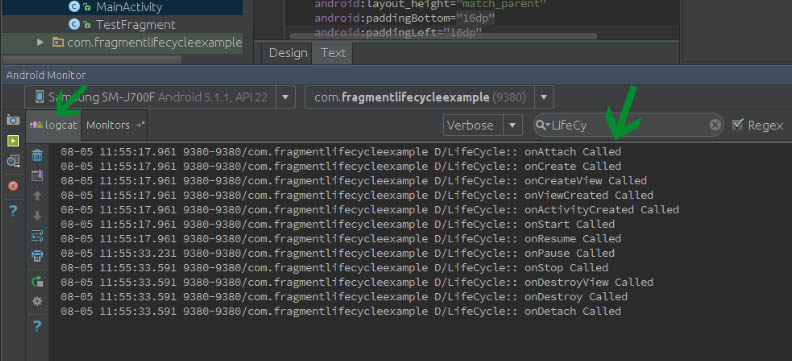 MainActivity
TestFragment
com.fragmentlifecycleexample
android:layout_height="match_parent"
android:paddingBottom="16dp"
android:paddingLeft="16dp"
Design Text
Android Monitor
Samsung SM-J700F Android 5.1.1, API 22
com.fragmentlifecycleexample (9380)
logcat Monitors Verbose LifeCy Regex
08-05 11:55:17.961 9380-9380/com.fragmentlifecycleexample D/LifeCycle:: onAttach Called
08-05 11:55:17.961 9380-9380/com.fragmentlifecycleexample D/LifeCycle:: onCreate Called
08-05 11:55:17.961 9380-9380/com.fragmentlifecycleexample D/LifeCycle:: onCreateView Called
08-05 11:55:17.961 9380-9380/com.fragmentlifecycleexample D/LifeCycle:: onViewCreated Called
08-05 11:55:17.961 9380-9380/com.fragmentlifecycleexample D/LifeCycle:: onActivityCreated Called
08-05 11:55:17.961 9380-9380/com.fragmentlifecycleexample D/LifeCycle:: onStart Called
08-05 11:55:17.961 9380-9380/com.fragmentlifecycleexample D/LifeCycle:: onResume Called
08-05 11:55:33.231 9380-9380/com.fragmentlifecycleexample D/LifeCycle:: onPause Called
08-05 11:55:33.591 9380-9380/com.fragmentlifecycleexample D/LifeCycle:: onStop Called
08-05 11:55:33.591 9380-9380/com.fragmentlifecycleexample D/LifeCycle:: onDestroyView Called
08-05 11:55:33.591 9380-9380/com.fragmentlifecycleexample D/LifeCycle:: onDestroy Called
08-05 11:55:33.591 9380-9380/com.fragmentlifecycleexample D/LifeCycle:: onDetach Called